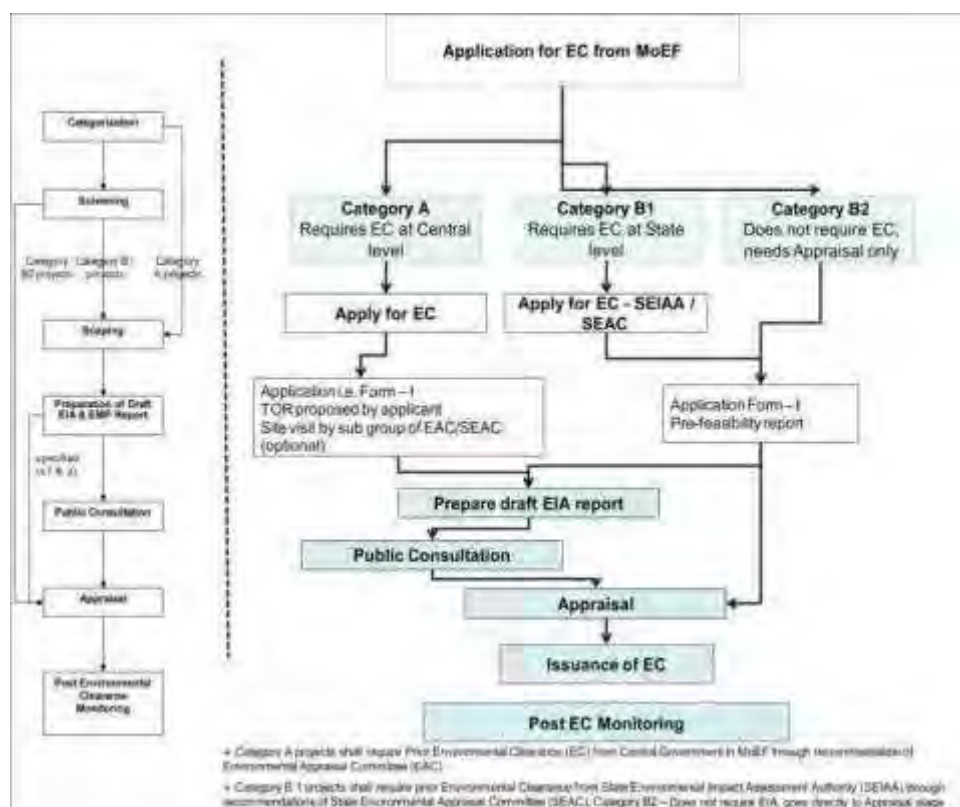 Application for EC from MoEF
Categorization
Screening
Category B2 projects
Category B1 projects
Category A projects
Scoping
Preparation of Draft
EIA & EMP Report
Public Consultation
Appraisal
Post Environmental
Clearance
Monitoring
Category A
Requires EC at Central
level
Category B1
Requires EC at State
level
Category B2
Does not require EC,
needs Appraisal only
Apply for EC
Apply for EC - SEIAA /
SEAC
Application i.e. Form – I
TOR proposed by applicant
Site visit by sub group of EAC/SEAC
(optional)
Application Form – I
Pre-feasibility report
Prepare draft EIA report
Public Consultation
Appraisal
Issuance of EC
Post EC Monitoring
+ Category A projects shall require Prior Environmental Clearance (EC) from Central Government in MoEF through recommendation of
Environmental Appraisal Committee (EAC)
+ Category B 1 projects shall require prior Environmental Clearance from State Environmental Impact Assessment Authority (SEIAA) through
recommendations of State Environmental Appraisal Committee (SEAC), Category B2 – Does not require EIA, goes directly to Appraisal stage